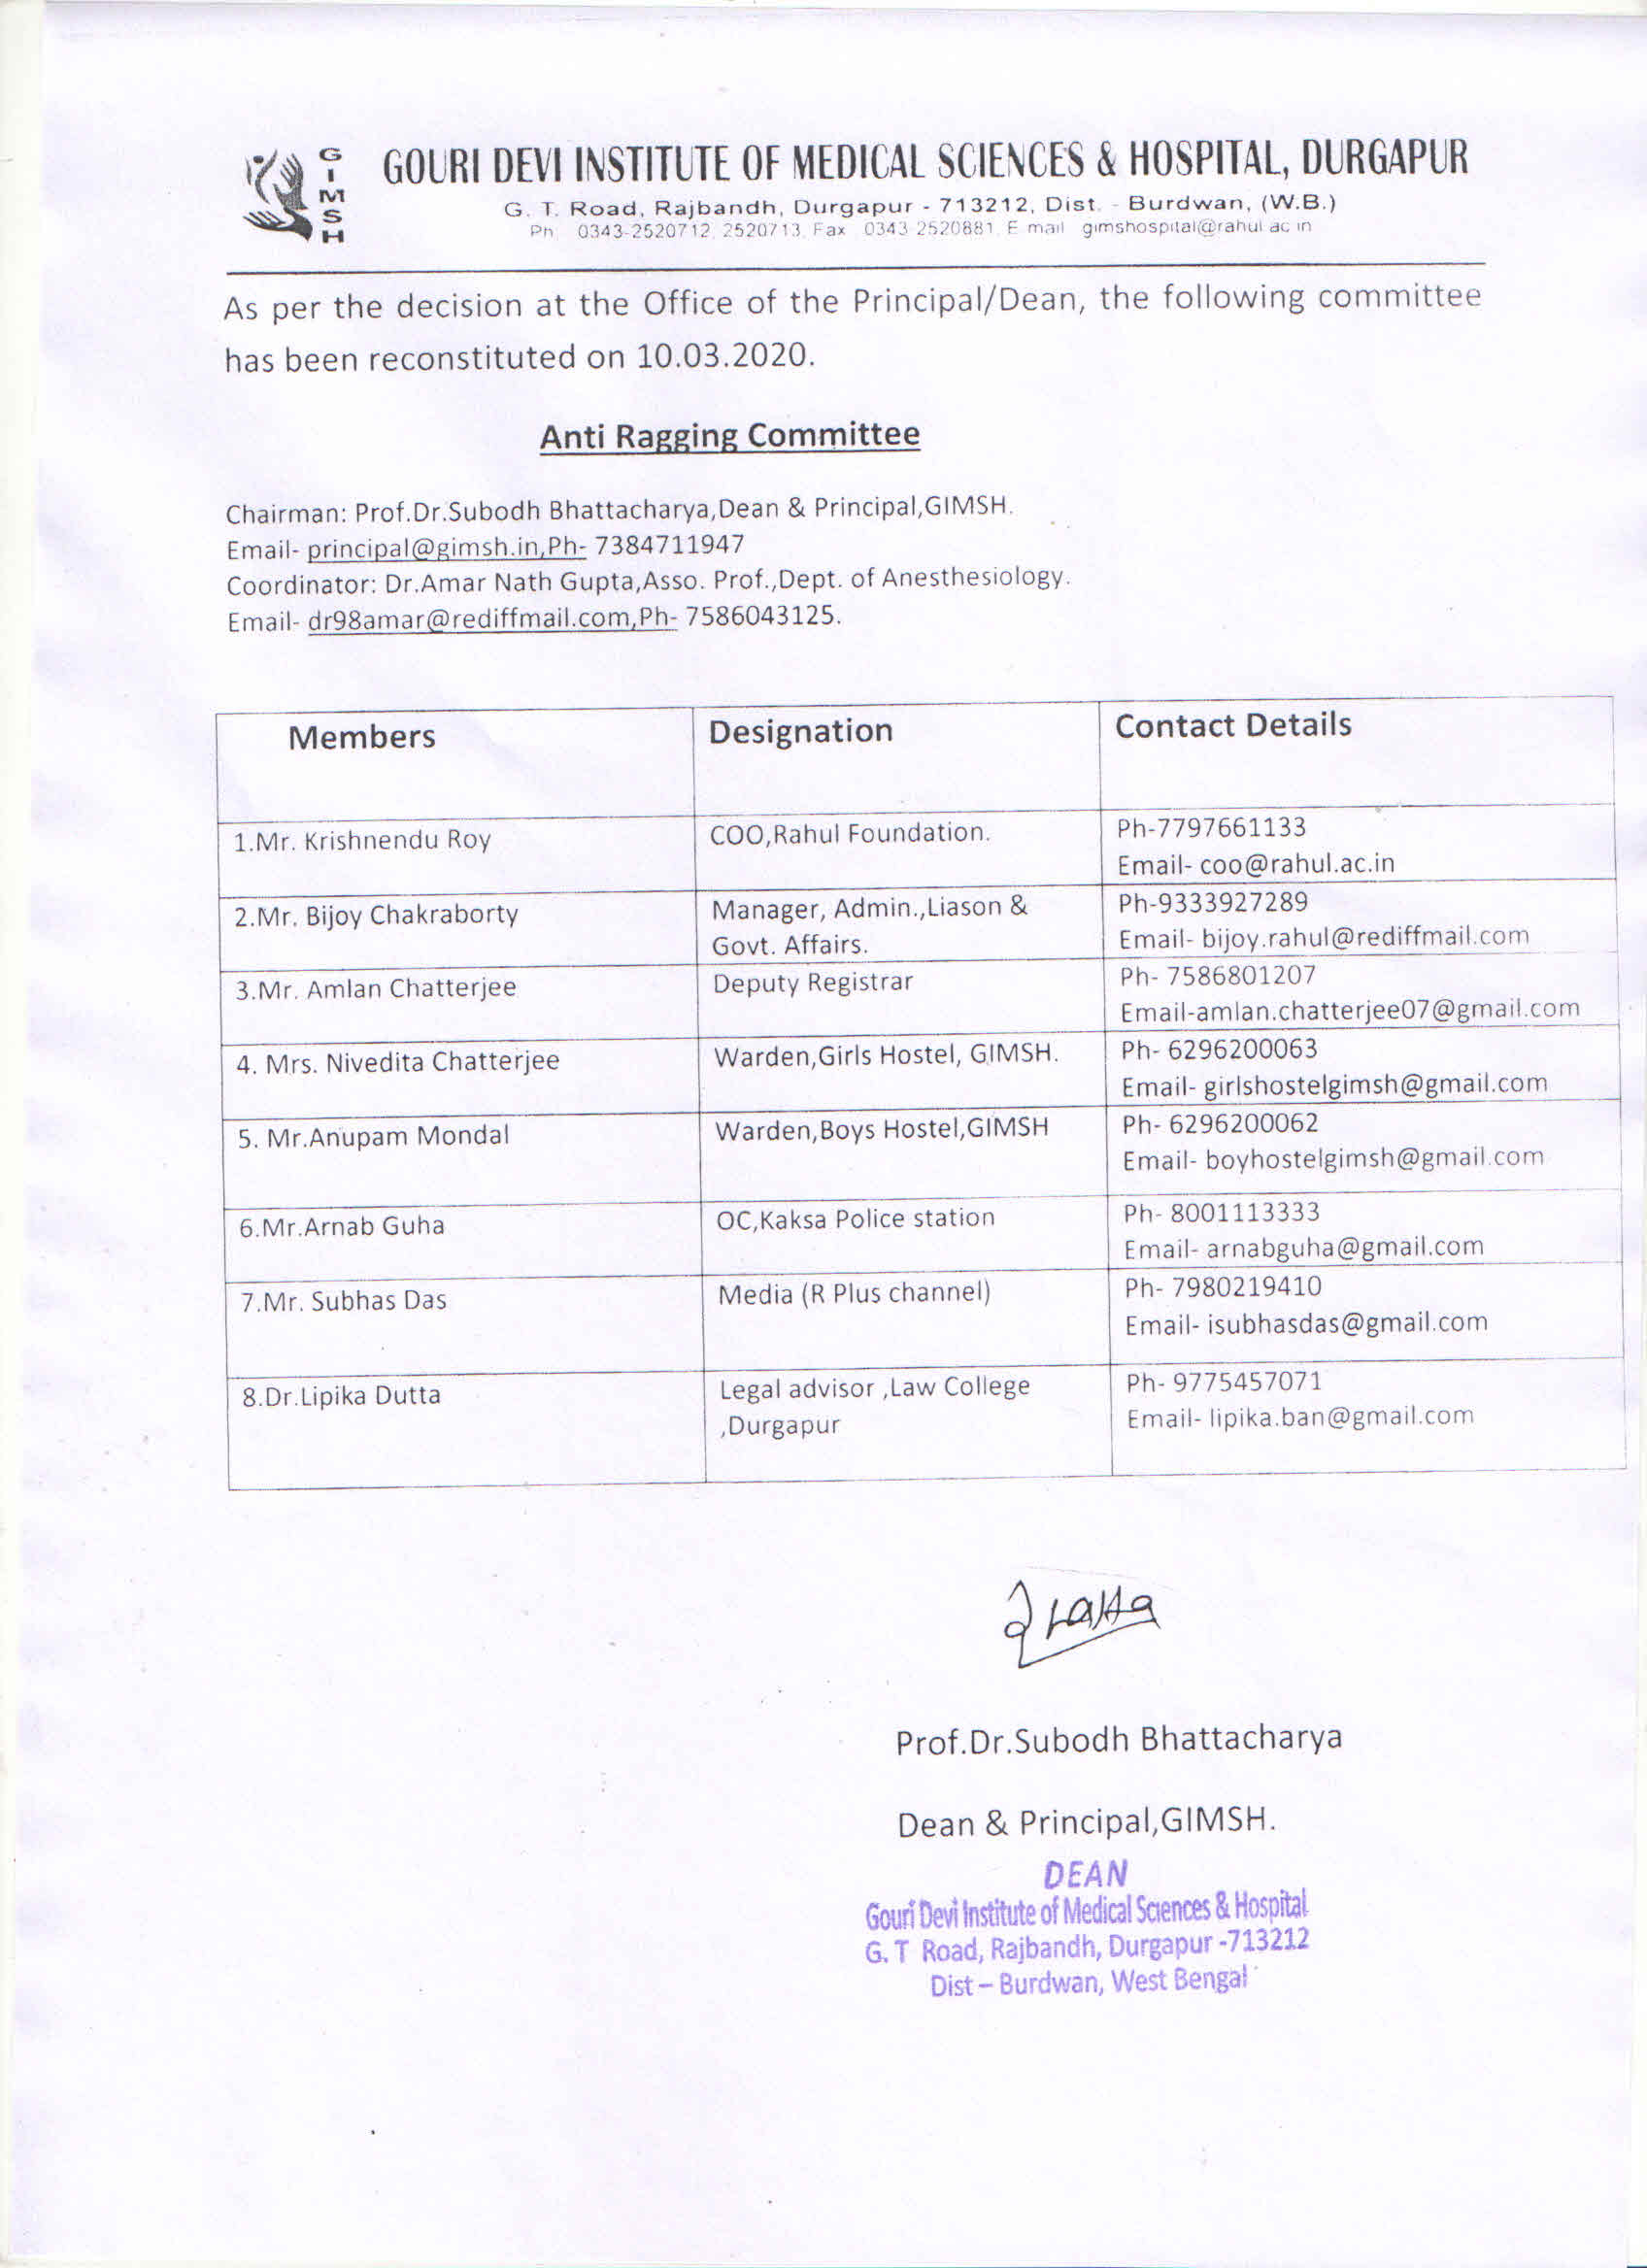 GIMSH
GOURI DEVI INSTITUTE OF MEDICAL SCIENCES & HOSPITAL, DURGAPUR
G. T. Road, Rajbandh, Durgapur - 713212, Dist. - Burdwan, (W.B.)
Ph 0343-2520712, 2520713, Fax 0343 2520881, E mail gimshospital@rahul ac in
As per the decision at the Office of the Principal/Dean, the following committee
has been reconstituted on 10.03.2020.
Anti Ragging Committee
Chairman: Prof.Dr.Subodh Bhattacharya,Dean & Principal,GIMSH.
Email- principal@gimsh.in,Ph- 7384711947
Coordinator: Dr.Amar Nath Gupta,Asso. Prof.,Dept. of Anesthesiology.
Email- dr98amar@rediffmail.com,Ph- 7586043125.
Members Designation Contact Details
1.Mr. Krishnendu Roy COO,Rahul Foundation. Ph-7797661133
Email- coo@rahul.ac.in
2.Mr. Bijoy Chakraborty Manager, Admin.,Liason & Ph-9333927289
Govt. Affairs. Email- bijoy.rahul@rediffmail.com
3.Mr. Amlan Chatterjee Deputy Registrar Ph- 7586801207
Email-amlan.chatterjee07@gmail.com
4. Mrs. Nivedita Chatterjee Warden,Girls Hostel, GIMSH. Ph- 6296200063
Email- girlshostelgimsh@gmail.com
5. Mr.Anupam Mondal Warden,Boys Hostel,GIMSH Ph- 6296200062
Email- boyhostelgimsh@gmail.com
6.Mr.Arnab Guha OC,Kaksa Police station Ph- 8001113333
Email- arnabguha@gmail.com
7.Mr. Subhas Das Media (R Plus channel) Ph- 7980219410
Email- isubhasdas@gmail.com
8.Dr.Lipika Dutta Legal advisor ,Law College Ph- 9775457071
,Durgapur Email- lipika.ban@gmail.com
Prof.Dr.Subodh Bhattacharya
Dean & Principal,GIMSH.
DEAN
Gouri Devi Institute of Medical Sciences & Hospital
G. T Road, Rajbandh, Durgapur -713212
Dist – Burdwan, West Bengal